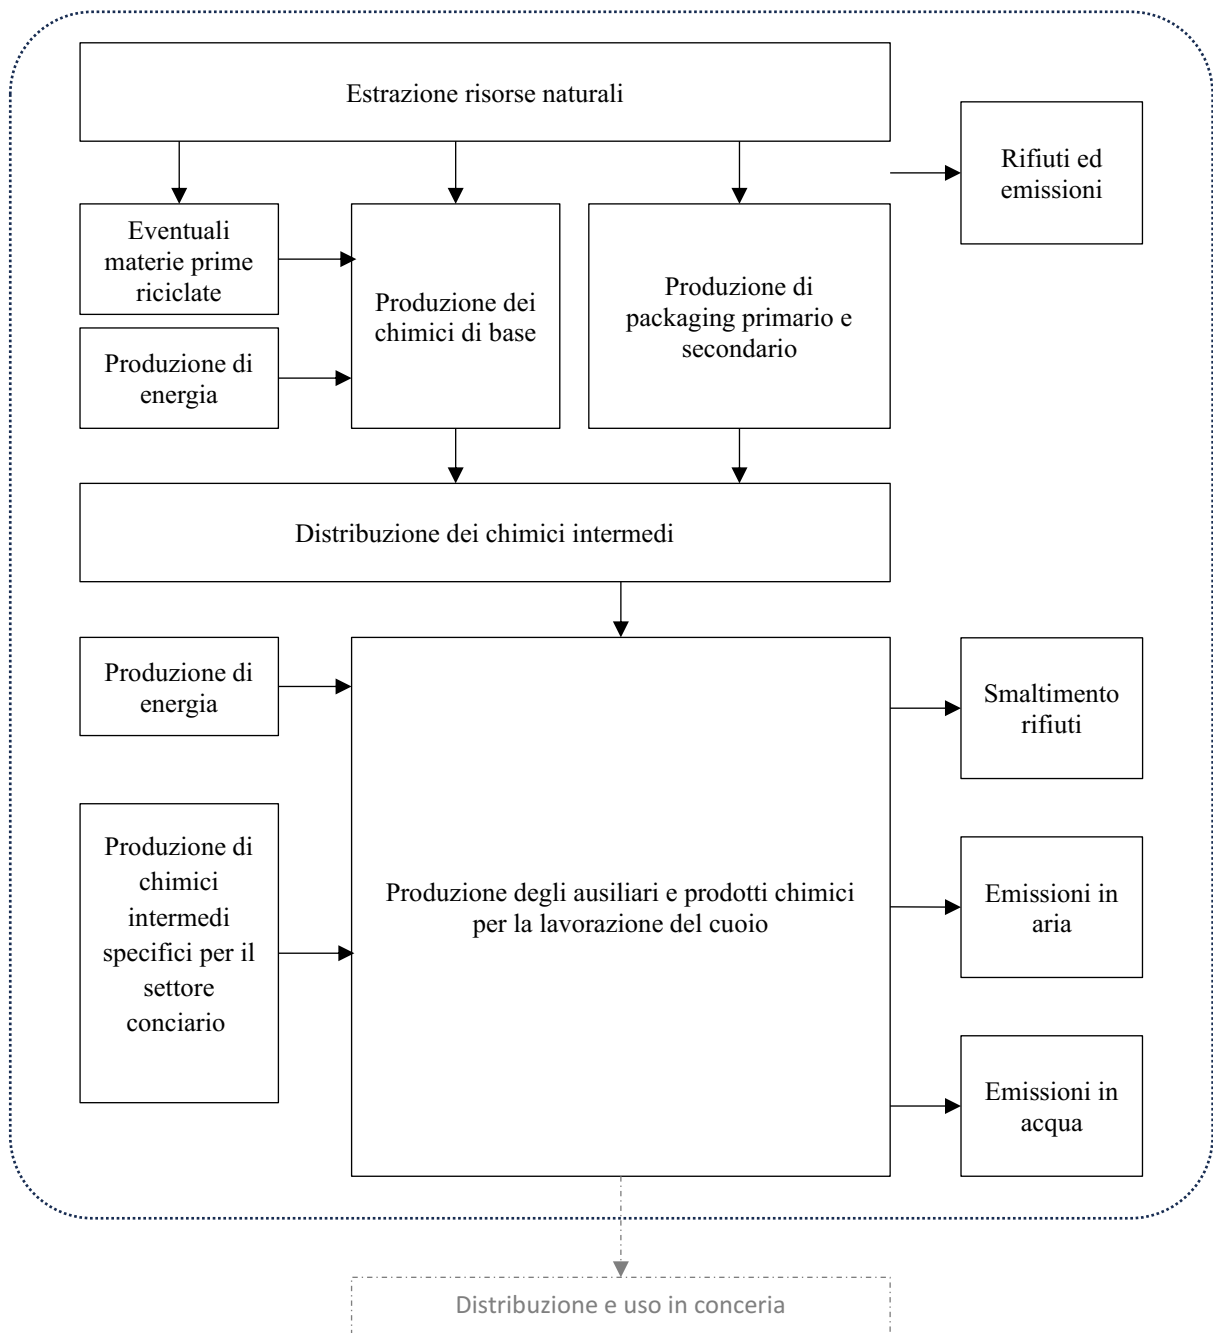 Estrazione risorse naturali
Rifiuti ed
emissioni
Eventuali
materie prime
riciclate
Produzione dei
chimici di base
Produzione di
packaging primario e
secondario
Produzione di
energia
Distribuzione dei chimici intermedi
Produzione di
energia
Smaltimento
rifiuti
Produzione di
chimici
intermedi
specifici per il
settore
conciario
Produzione degli ausiliari e prodotti chimici
per la lavorazione del cuoio
Emissioni in
aria
Emissioni in
acqua
Distribuzione e uso in conceria